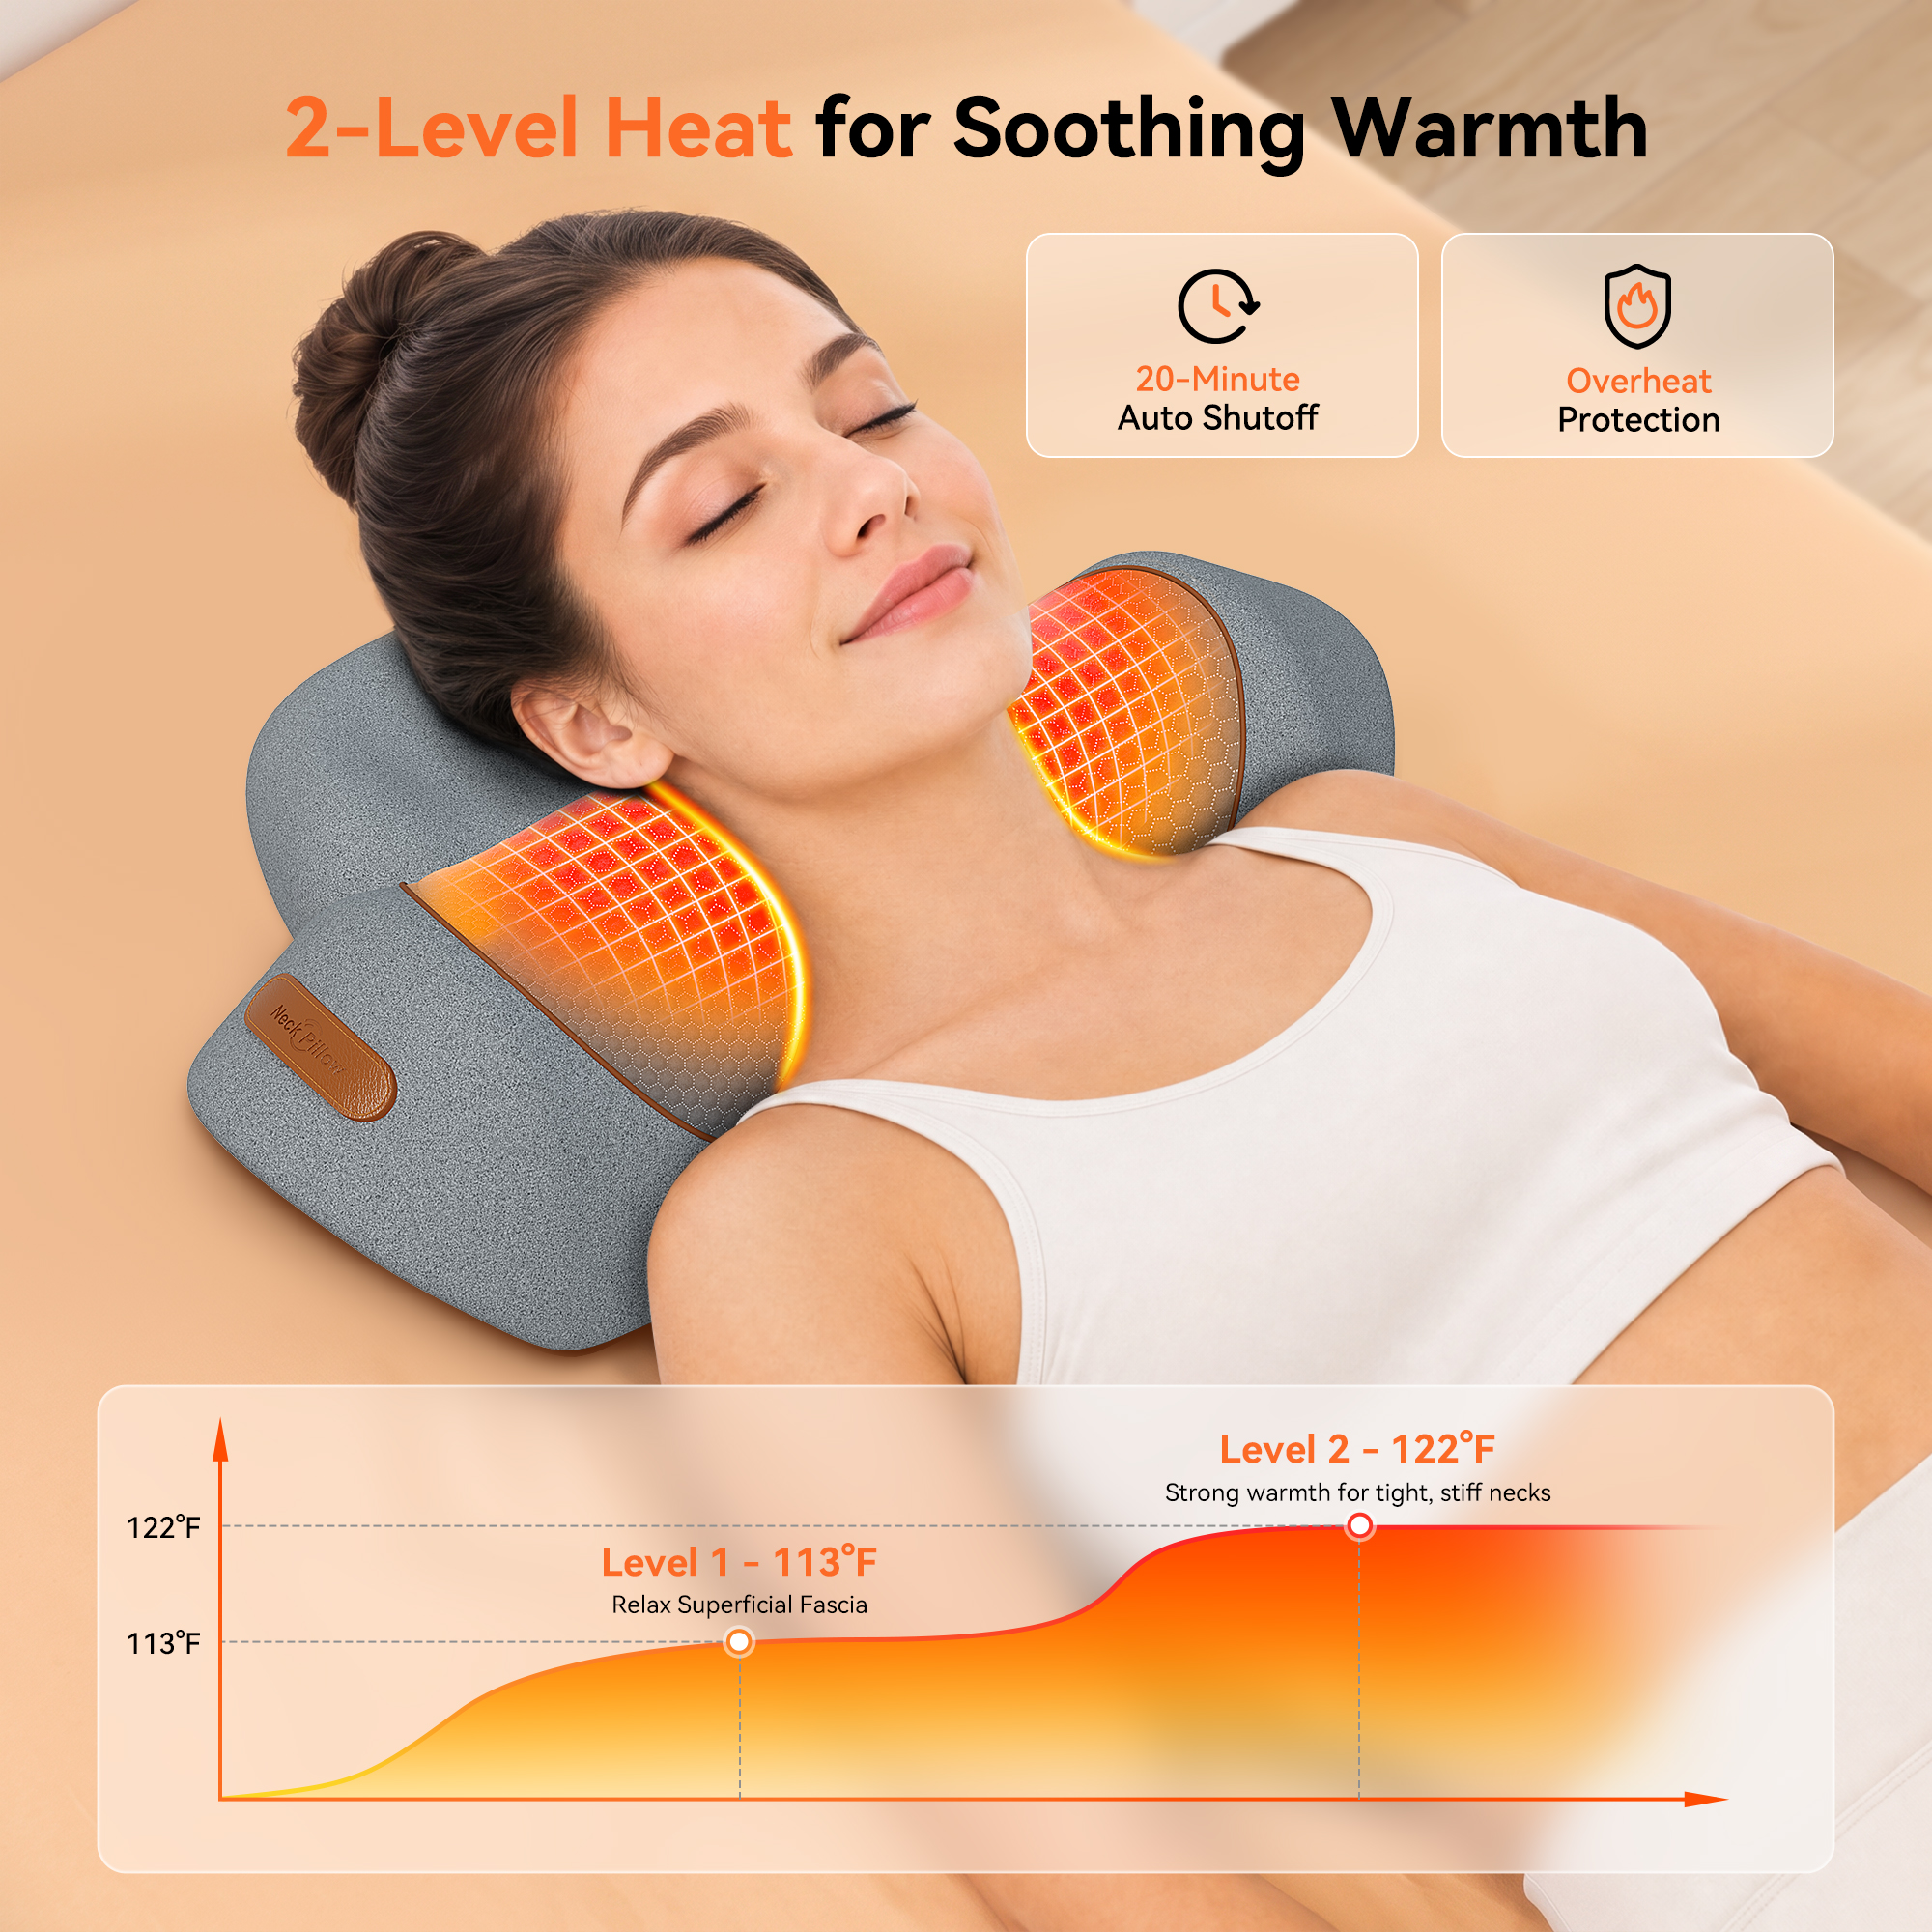 2-Level Heat for Soothing Warmth
20-Minute
Auto Shutoff
Overheat
Protection
Neck Pillow
Level 2 - 122°F
Strong warmth for tight, stiff necks
122°F
Level 1 - 113°F
Relax Superficial Fascia
113°F